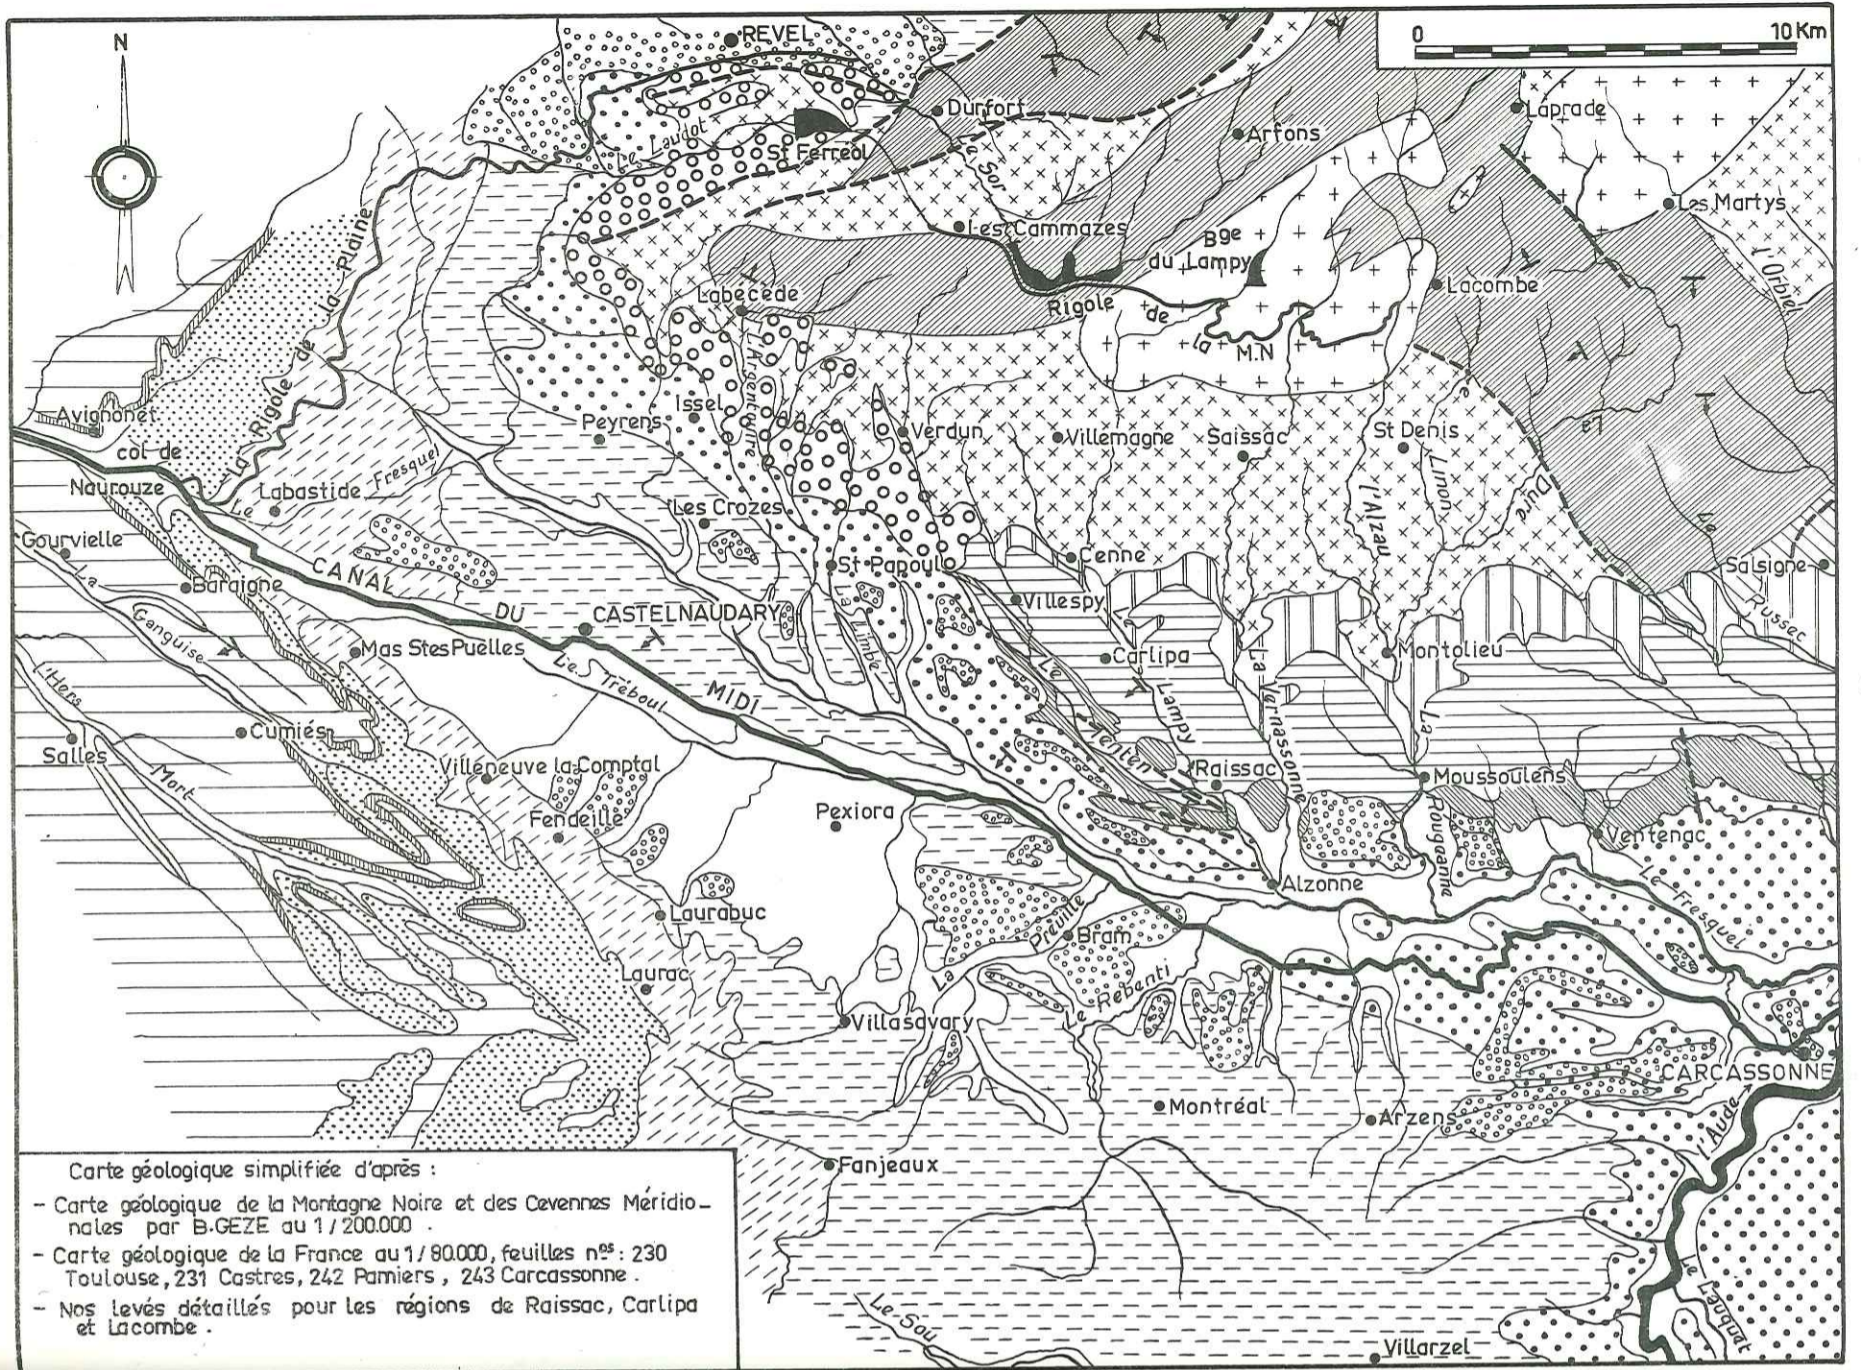 N
REVEL
0 10 Km
Durfort
Laprade
Arfons
Le Laudot
St Ferréol
Le Sor
Les Martys
Les Cammazes
Bge
du Lampy
l'Orbiel
La Rigole de la Plaine
Labécède
Lacombe
Rigole de
la M.N
L'Argentouire
Avignonet
Issel
Peyrens
Verdun
Villemagne
Saissac
St Denis
col de
Naurouze
Labastide
Le Fresquel
Linon
l'Alzau
La Dure
Les Crozes
Gourvielle
Cenne
St Papoul
Salsigne
Le Russec
Baraigne
CANAL DU MIDI
CASTELNAUDARY
Villespy
La Ganguise
La Limbe
Mas Stes Puelles
Le Tréboul
Carlipa
Montolieu
Le Lampy
La Vernassonne
l'Hers Mort
Cumiés
Salles
Tenten
Villeneuve la Comptal
Raissac
Moussoulens
La Rougeanne
Fendeille
Pexiora
Ventenac
Alzonne
Le Fresquel
Laurabuc
La Preuille
Bram
Laurac
Le Rebenti
Villasavary
CARCASSONNE
Montréal
Arzens
l'Aude
Fanjeaux
Le Sou
Villarzel
Carte géologique simplifiée d'après :
- Carte géologique de la Montagne Noire et des Cevennes Méridio-
nales par B.GEZE au 1/200.000 .
- Carte géologique de la France au 1/80.000, feuilles nos : 230
Toulouse, 231 Castres, 242 Pamiers , 243 Carcassonne .
- Nos levés détaillés pour les régions de Raissac, Carlipa
et Lacombe .